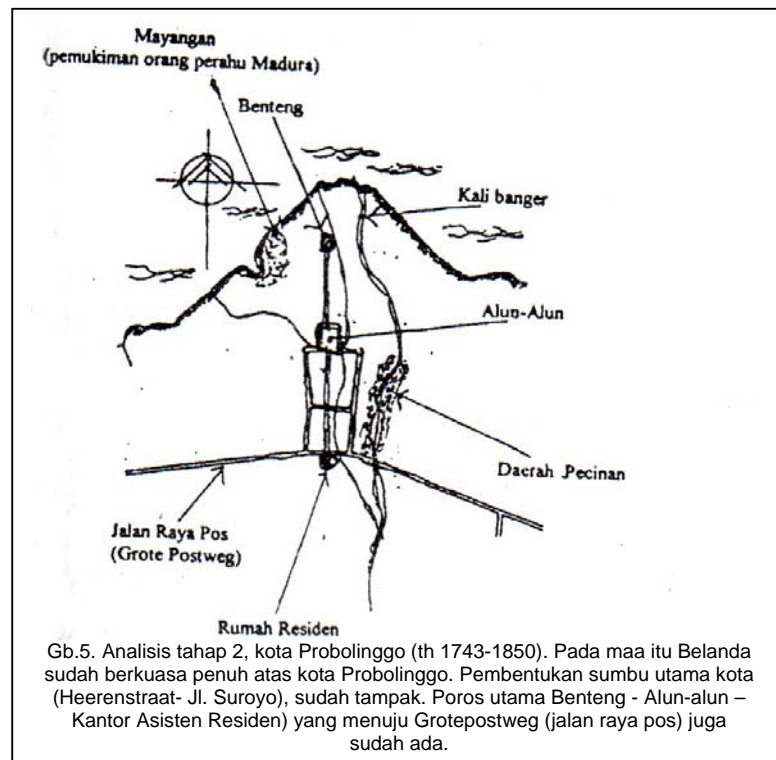 Mayangan
(pemukiman orang perahu Madura)
Benteng
Kali banger
Alun-Alun
Daerah Pecinan
Jalan Raya Pos
(Grote Postweg)
Rumah Residen
Gb.5. Analisis tahap 2, kota Probolinggo (th 1743-1850). Pada maa itu Belanda
sudah berkuasa penuh atas kota Probolinggo. Pembentukan sumbu utama kota
(Heerenstraat- Jl. Suroyo), sudah tampak. Poros utama Benteng - Alun-alun –
Kantor Asisten Residen) yang menuju Grotepostweg (jalan raya pos) juga
sudah ada.